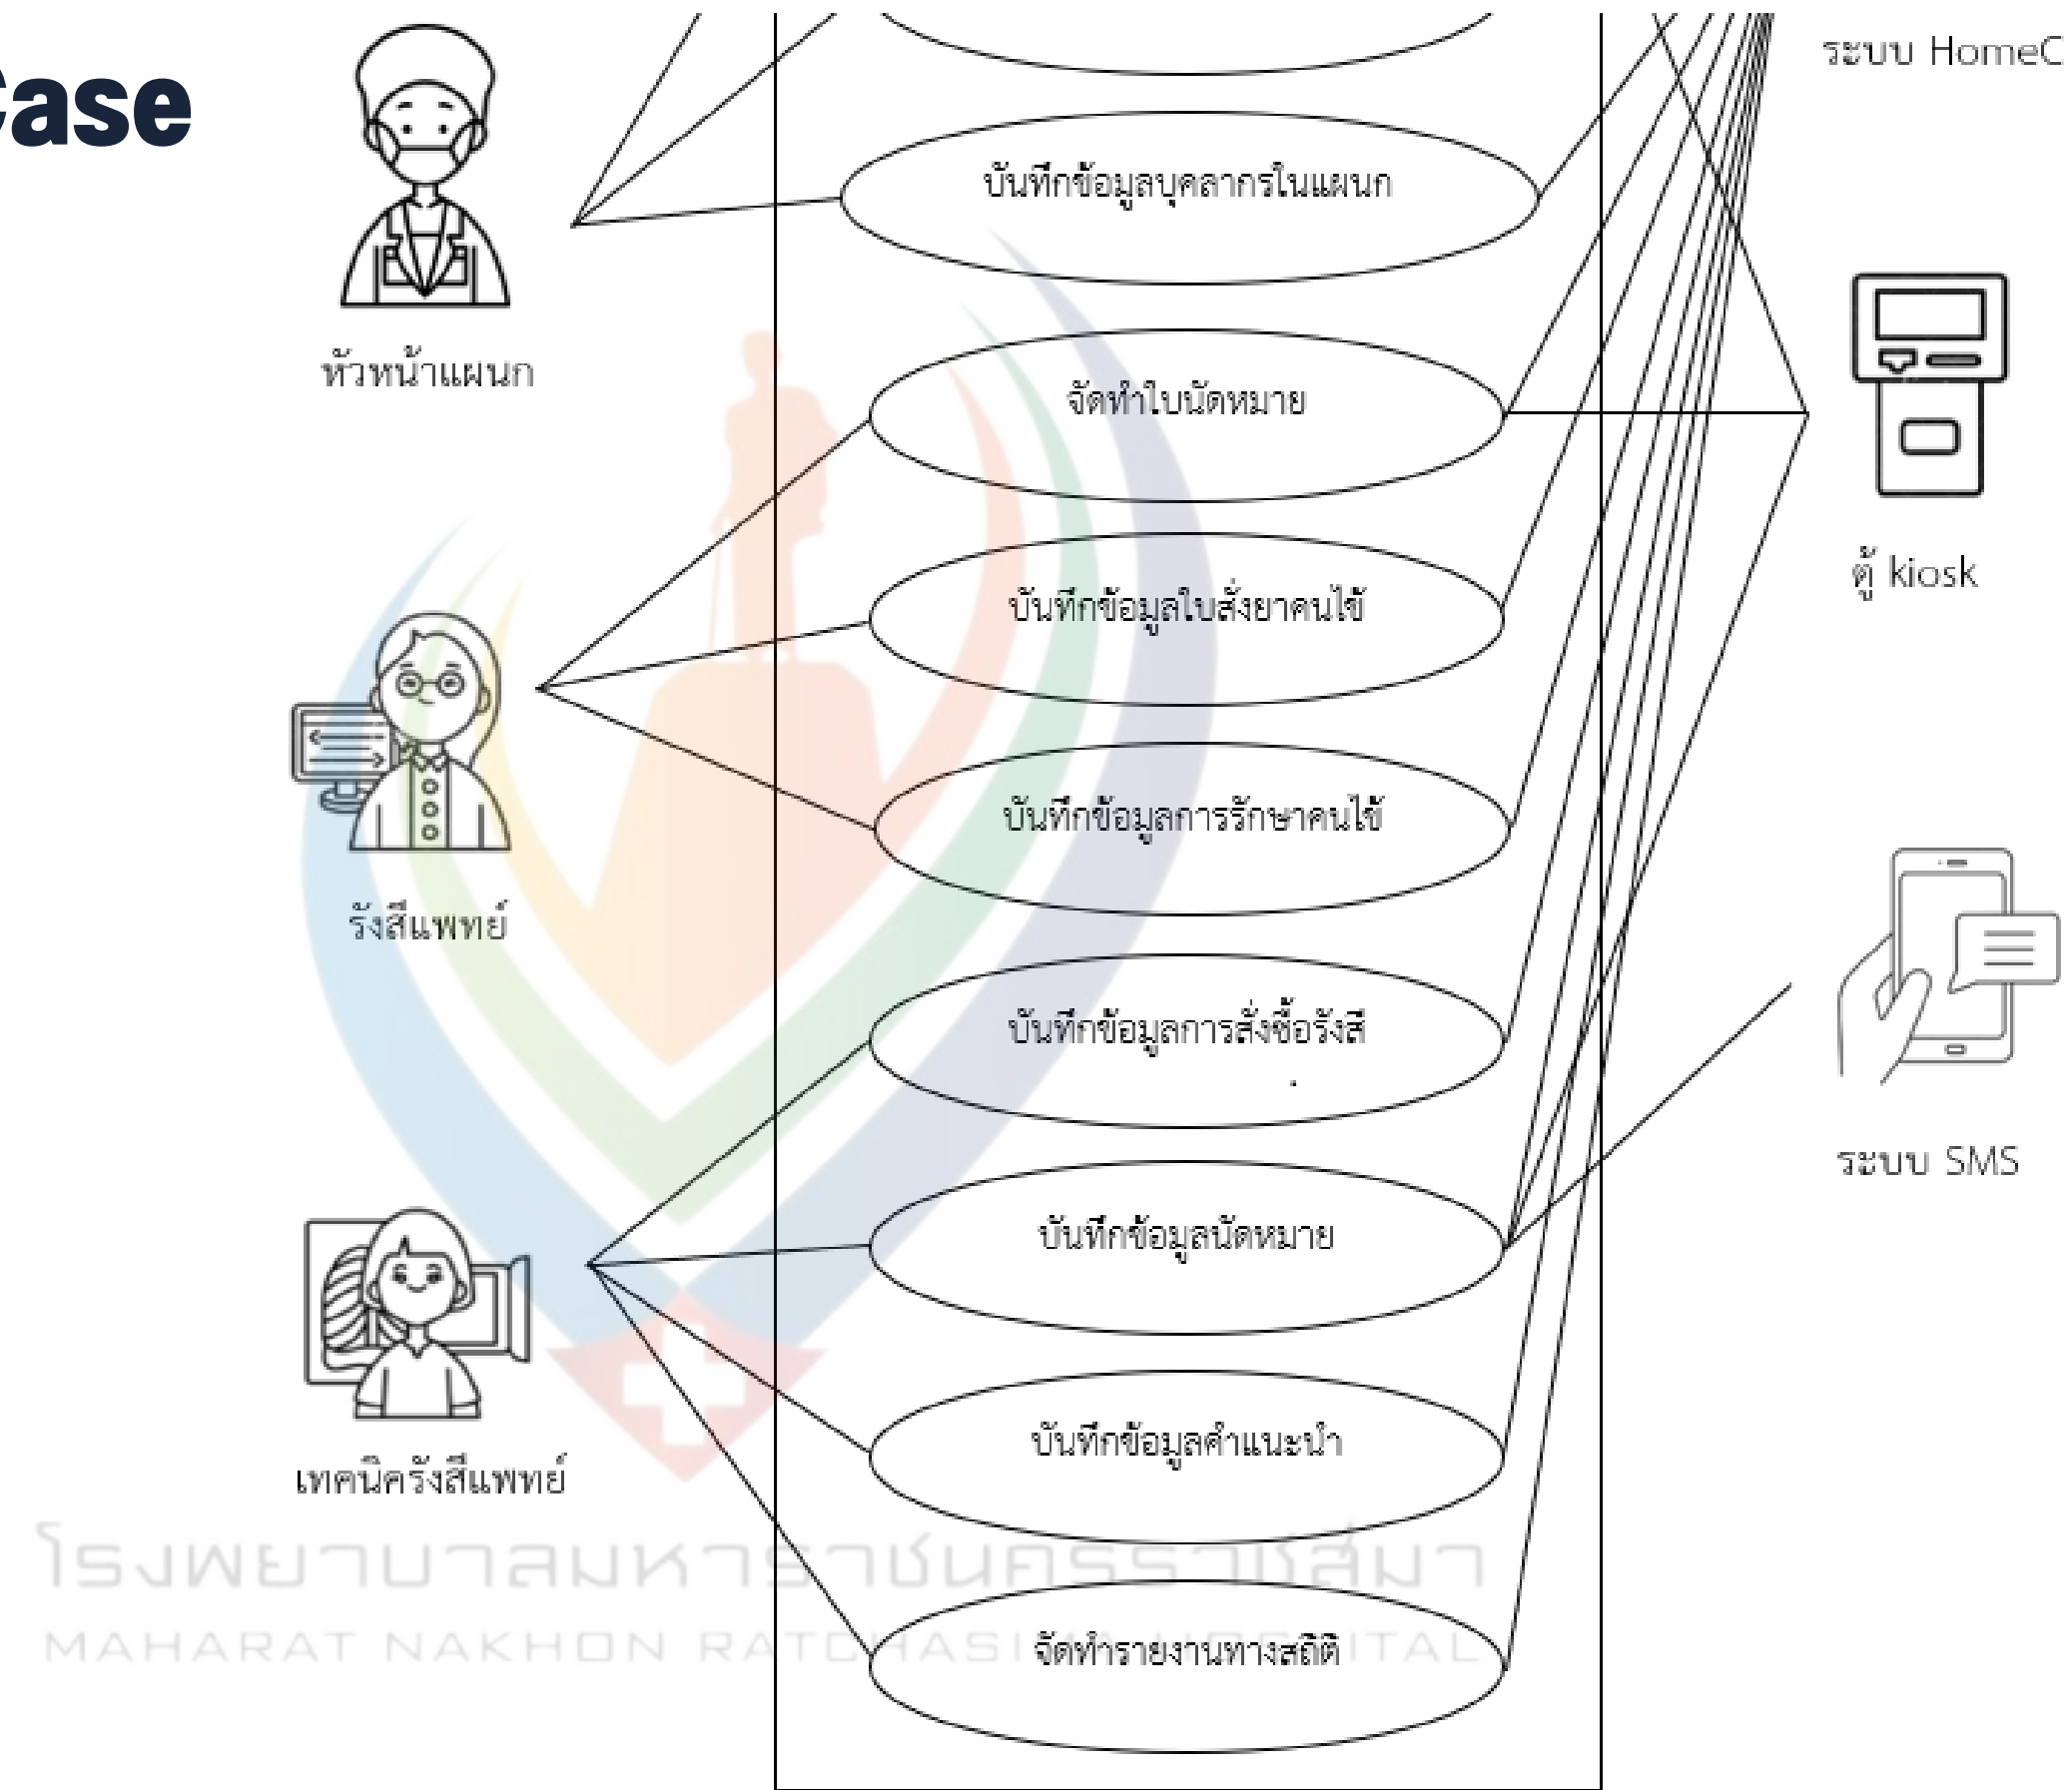 Case
ระบบ HomeC
บันทึกข้อมูลบุคลากรในแผนก
หัวหน้าแผนก
จัดทำใบนัดหมาย
ตู้ kiosk
บันทึกข้อมูลใบสั่งยาคนไข้
บันทึกข้อมูลการรักษาคนไข้
รังสีแพทย์
บันทึกข้อมูลการสั่งซื้อรังสี
ระบบ SMS
บันทึกข้อมูลนัดหมาย
บันทึกข้อมูลคำแนะนำ
เทคนิครังสีแพทย์
โรงพยาบาลมหาราชนครราชสีมา
MAHARAT NAKHON RATCHASIMA HOSPITAL
จัดทำรายงานทางสถิติ